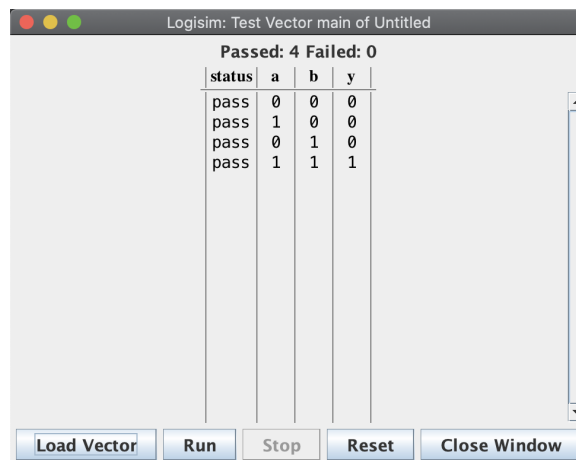 Logisim: Test Vector main of Untitled
Passed: 4 Failed: 0
status a b y
pass 0 0 0
pass 1 0 0
pass 0 1 0
pass 1 1 1
Load Vector Run Stop Reset Close Window